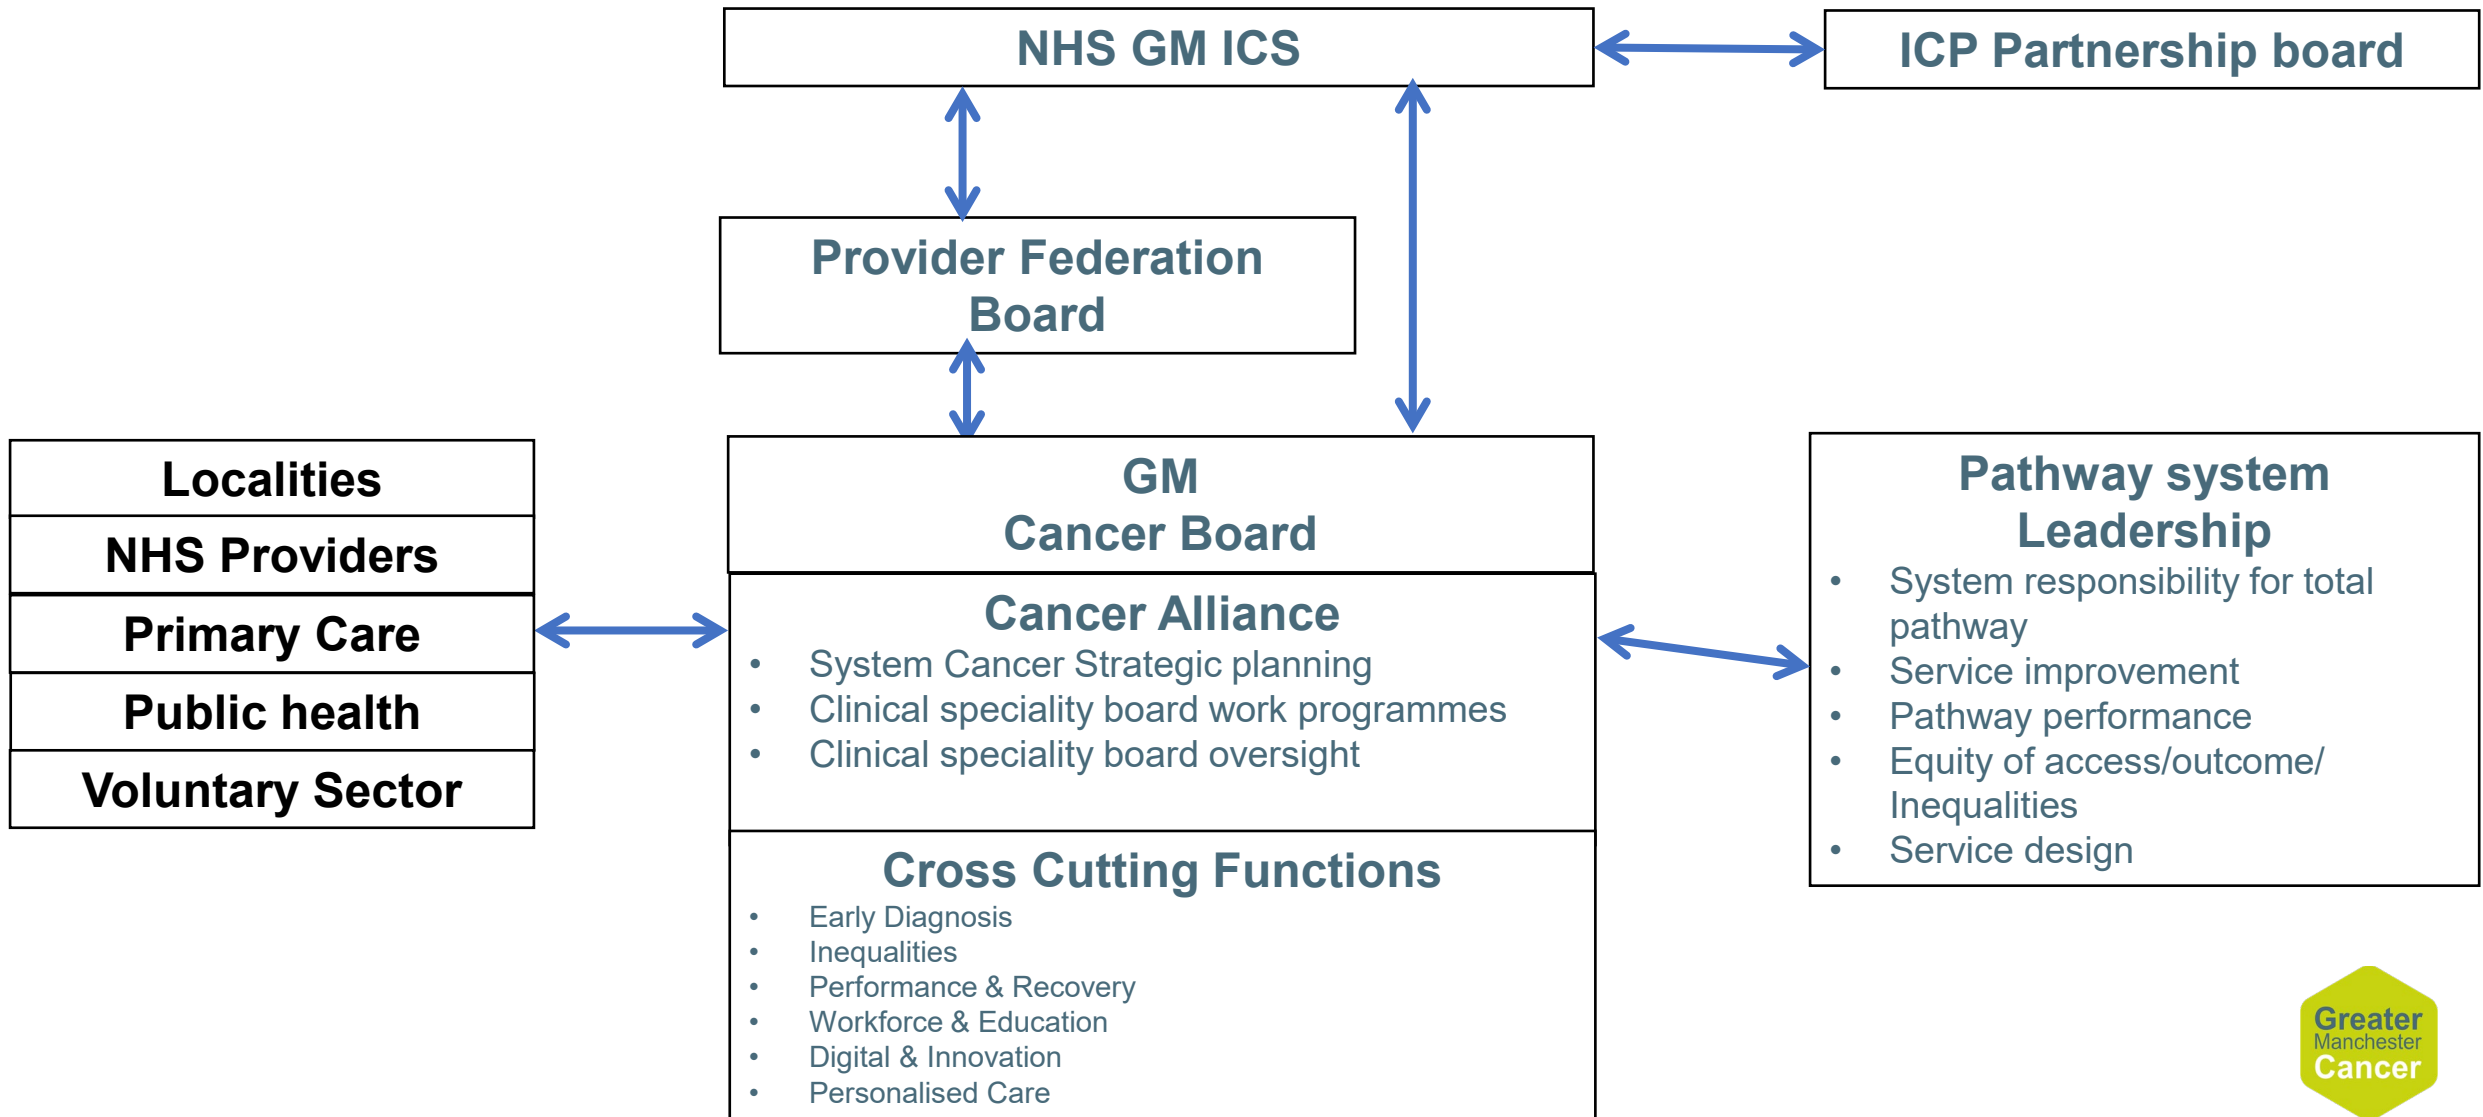 NHS GM ICS
ICP Partnership board
Provider Federation
Board
Localities
NHS Providers
Primary Care
Public health
Voluntary Sector
GM
Cancer Board
Cancer Alliance
• System Cancer Strategic planning
• Clinical speciality board work programmes
• Clinical speciality board oversight
Cross Cutting Functions
• Early Diagnosis
• Inequalities
• Performance & Recovery
• Workforce & Education
• Digital & Innovation
• Personalised Care
Pathway system
Leadership
• System responsibility for total
pathway
• Service improvement
• Pathway performance
• Equity of access/outcome/
Inequalities
• Service design
Greater
Manchester
Cancer